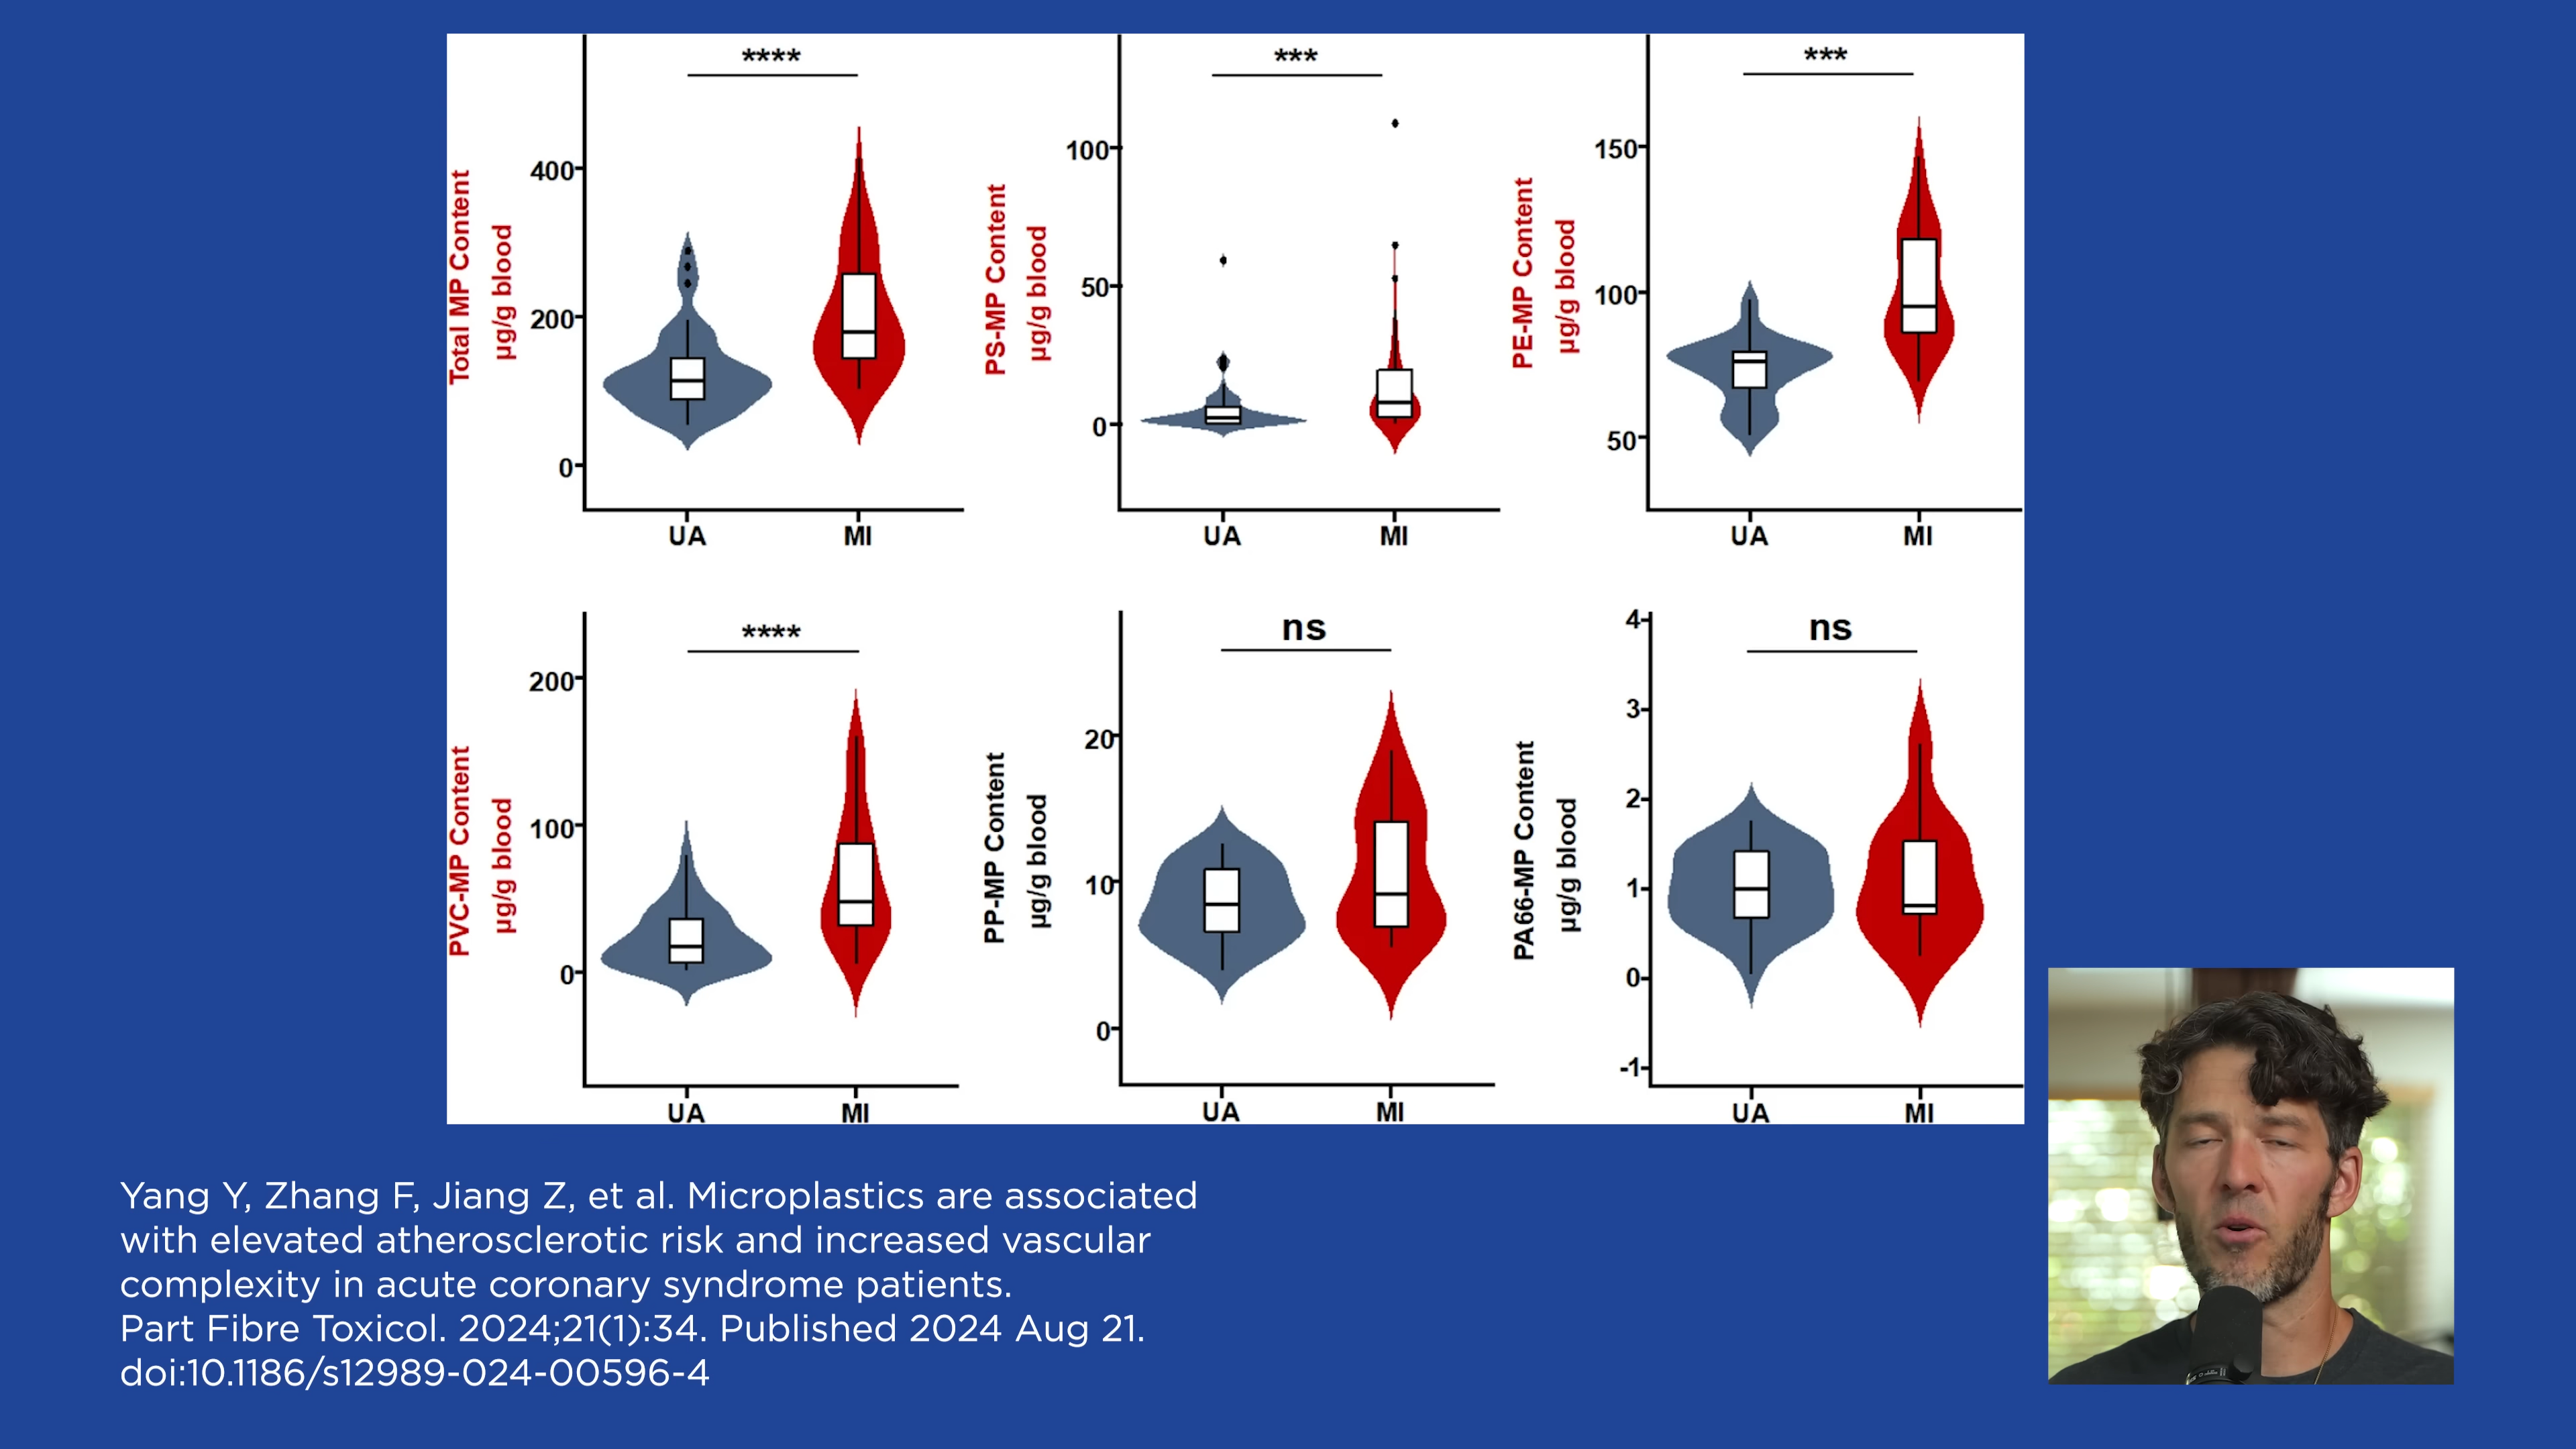 ****
Total MP Content
µg/g blood
400
200
0
UA
MI
***
PS-MP Content
µg/g blood
100
50
0
UA
MI
***
PE-MP Content
µg/g blood
150
100
50
UA
MI
****
PVC-MP Content
µg/g blood
200
100
0
UA
MI
ns
PP-MP Content
µg/g blood
20
10
0
UA
MI
ns
PA66-MP Content
µg/g blood
4
3
2
1
0
-1
UA
MI
Yang Y, Zhang F, Jiang Z, et al. Microplastics are associated
with elevated atherosclerotic risk and increased vascular
complexity in acute coronary syndrome patients.
Part Fibre Toxicol. 2024;21(1):34. Published 2024 Aug 21.
doi:10.1186/s12989-024-00596-4